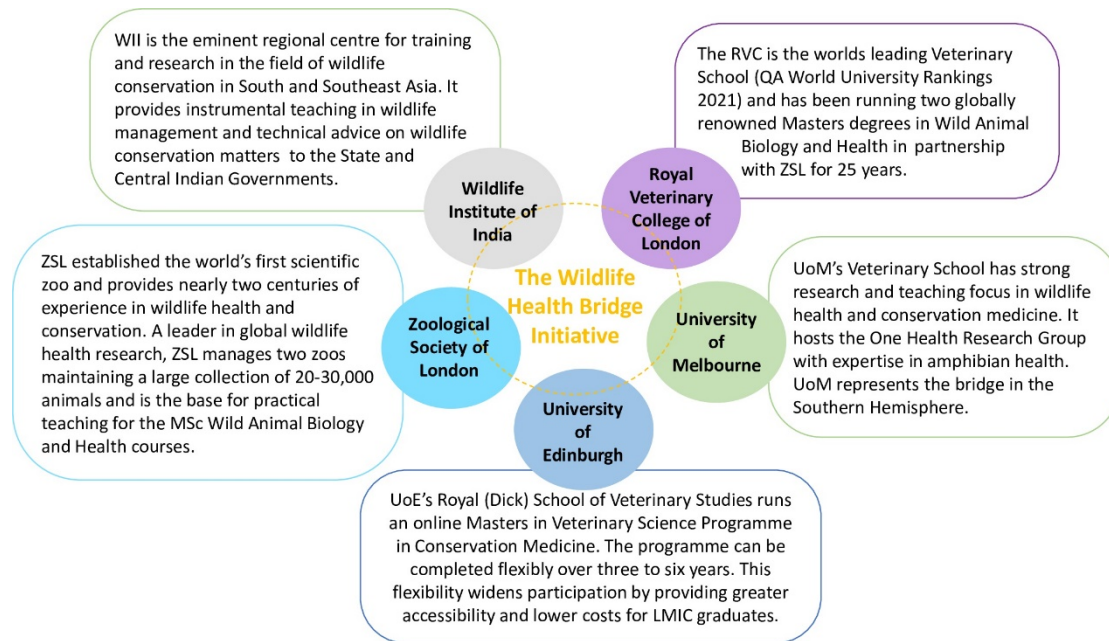 WII is the eminent regional centre for training
and research in the field of wildlife
conservation in South and Southeast Asia. It
provides instrumental teaching in wildlife
management and technical advice on wildlife
conservation matters to the State and
Central Indian Governments.
The RVC is the worlds leading Veterinary
School (QA World University Rankings
2021) and has been running two globally
renowned Masters degrees in Wild Animal
Biology and Health in partnership
with ZSL for 25 years.
Wildlife
Institute of
India
Royal
Veterinary
College of
London
The Wildlife
Health Bridge
Initiative
ZSL established the world's first scientific
zoo and provides nearly two centuries of
experience in wildlife health and
conservation. A leader in global wildlife
health research, ZSL manages two zoos
maintaining a large collection of 20-30,000
animals and is the base for practical
teaching for the MSc Wild Animal Biology
and Health courses.
Zoological
Society of
London
University
of
Melbourne
UoM's Veterinary School has strong
research and teaching focus in wildlife
health and conservation medicine. It
hosts the One Health Research Group
with expertise in amphibian health.
UoM represents the bridge in the
Southern Hemisphere.
University
of
Edinburgh
UoE's Royal (Dick) School of Veterinary Studies runs
an online Masters in Veterinary Science Programme
in Conservation Medicine. The programme can be
completed flexibly over three to six years. This
flexibility widens participation by providing greater
accessibility and lower costs for LMIC graduates.